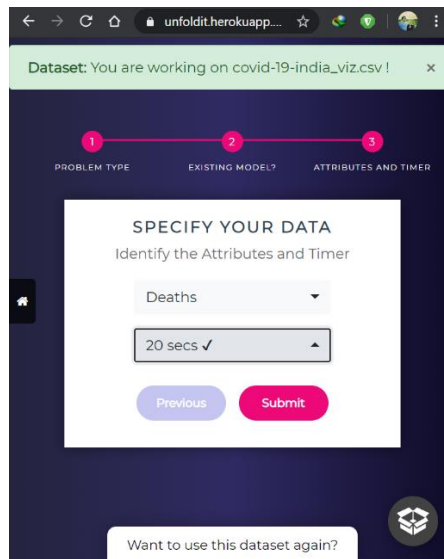 unfoldit.herokuapp....
Dataset: You are working on covid-19-india_viz.csv !
×
1
2
3
PROBLEM TYPE
EXISTING MODEL?
ATTRIBUTES AND TIMER
SPECIFY YOUR DATA
Identify the Attributes and Timer
Deaths
20 secs ✓
Previous
Submit
Want to use this dataset again?